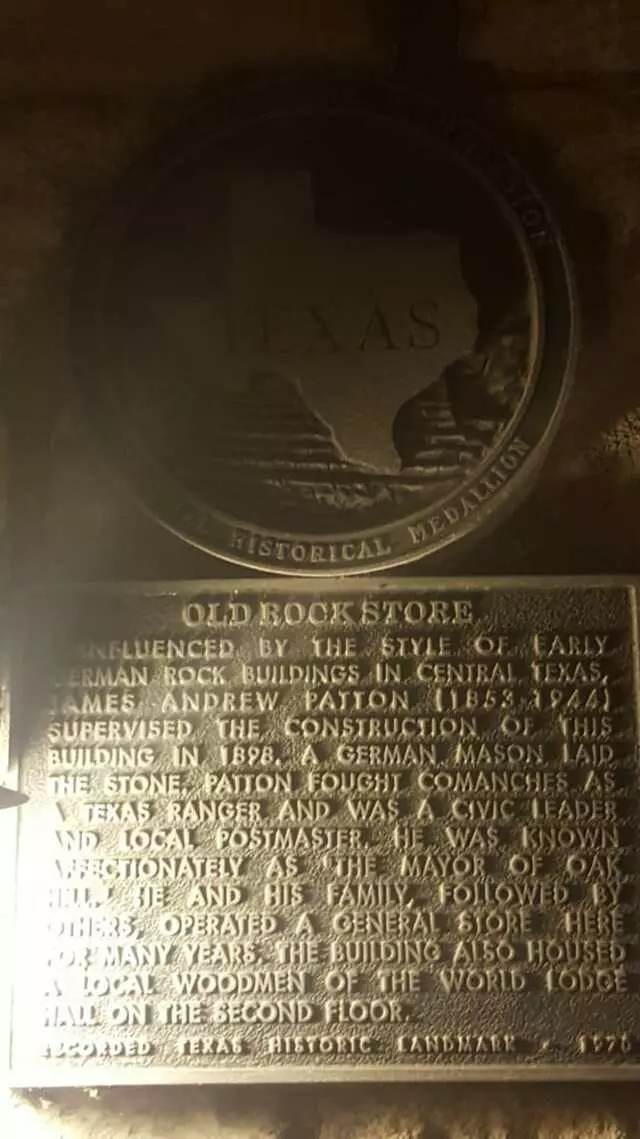 TEXAS
HISTORICAL MEDALLION
OLD ROCK STORE
INFLUENCED BY THE STYLE OF EARLY
GERMAN ROCK BUILDINGS IN CENTRAL TEXAS,
JAMES ANDREW PATTON (1853-1944)
SUPERVISED THE CONSTRUCTION OF THIS
BUILDING IN 1898. A GERMAN MASON LAID
THE STONE. PATTON FOUGHT COMANCHES AS
A TEXAS RANGER AND WAS A CIVIC LEADER
AND LOCAL POSTMASTER. HE WAS KNOWN
AFFECTIONATELY AS "THE MAYOR OF OAK
HILL." HE AND HIS FAMILY, FOLLOWED BY
OTHERS, OPERATED A GENERAL STORE HERE
FOR MANY YEARS. THE BUILDING ALSO HOUSED
A LOCAL WOODMEN OF THE WORLD LODGE
HALL ON THE SECOND FLOOR.
RECORDED TEXAS HISTORIC LANDMARK - 1970